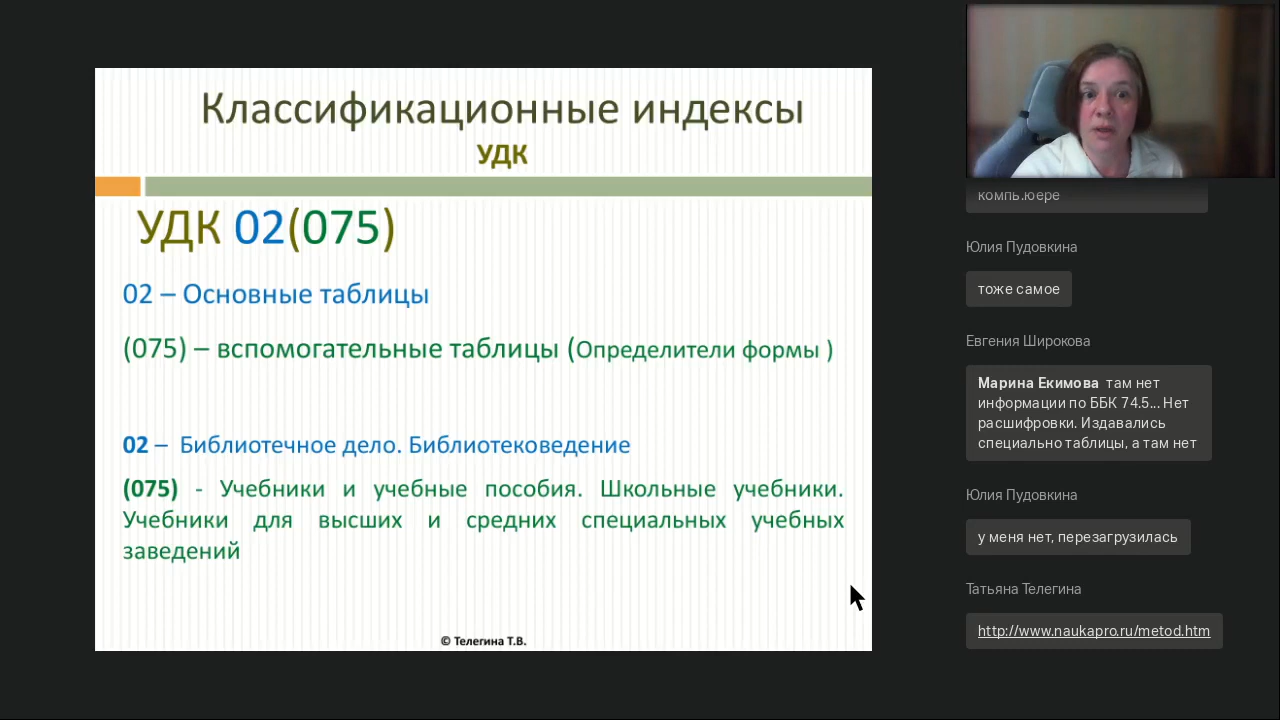 Классификационные индексы
УДК
УДК 02(075)
02 – Основные таблицы
(075) – вспомогательные таблицы (Определители формы )
02 – Библиотечное дело. Библиотековедение
(075) - Учебники и учебные пособия. Школьные учебники.
Учебники для высших и средних специальных учебных
заведений
© Телегина Т.В.
компь.юере
Юлия Пудовкина
тоже самое
Евгения Широкова
Марина Екимова там нет
информации по ББК 74.5... Нет
расшифровки. Издавались
специально таблицы, а там нет
Юлия Пудовкина
у меня нет, перезагрузилась
Татьяна Телегина
http://www.naukapro.ru/metod.htm